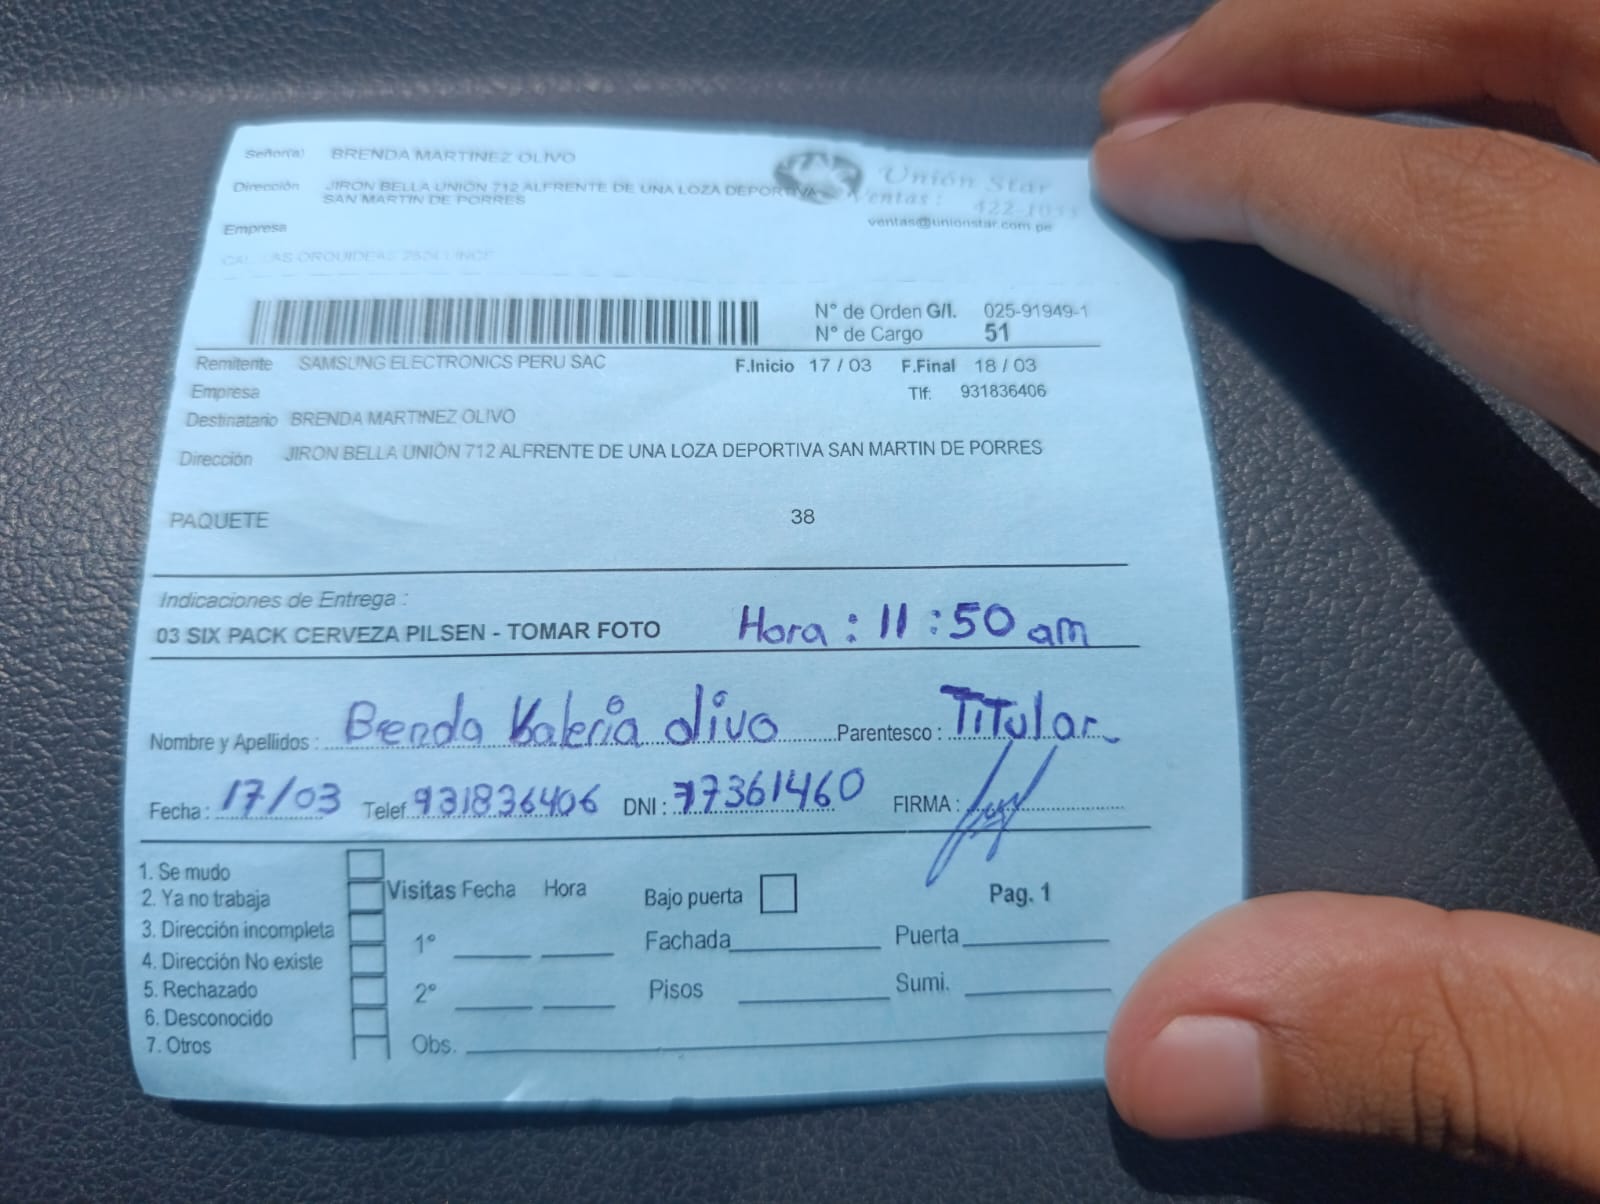 Señor(a) BRENDA MARTINEZ OLIVO
Unión Star
Dirección JIRON BELLA UNIÓN 712 ALFRENTE DE UNA LOZA DEPORTIVA
Ventas: 422-10
SAN MARTIN DE PORRES
ventas@unionstar.com.pe
Empresa
CAL. LAS ORQUIDEAS LINCE
N° de Orden G/I. 025-91949-1
N° de Cargo 51
Remitente SAMSUNG ELECTRONICS PERU SAC F.Inicio 17 / 03 F.Final 18 / 03
Empresa Tlf: 931836406
Destinatario BRENDA MARTINEZ OLIVO
Dirección JIRON BELLA UNIÓN 712 ALFRENTE DE UNA LOZA DEPORTIVA SAN MARTIN DE PORRES
PAQUETE 38
Indicaciones de Entrega :
03 SIX PACK CERVEZA PILSEN - TOMAR FOTO Hora : 11 : 50 am
Nombre y Apellidos : Brenda Valeria olivo Parentesco : Titular
Fecha : 17/03 Telef 931836406 DNI : 77361460 FIRMA :
1. Se mudo
2. Ya no trabaja Visitas Fecha Hora Bajo puerta Pag. 1
3. Dirección incompleta 1° Fachada Puerta
4. Dirección No existe
5. Rechazado 2° Pisos Sumi.
6. Desconocido
7. Otros Obs.